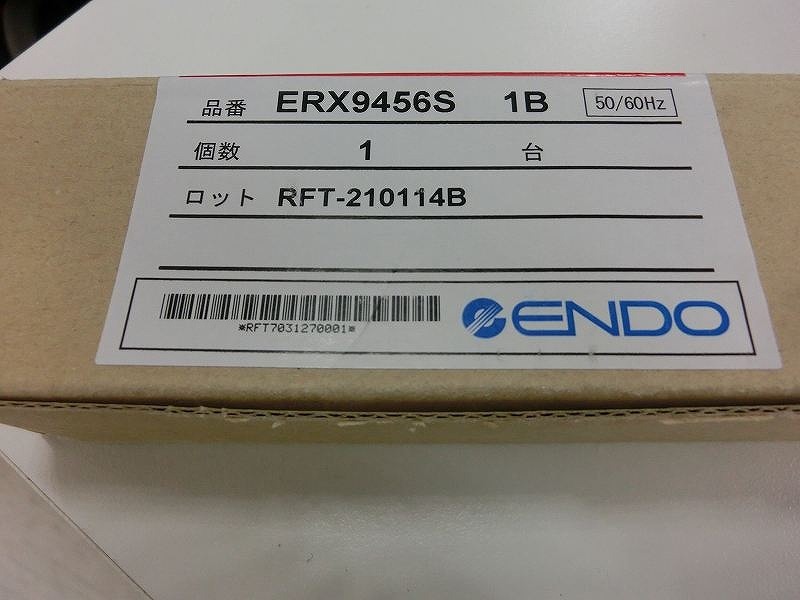 品番 ERX9456S 1B 50/60Hz
個数 1 台
ロット RFT-210114B
*RFT7031270001*
ENDO